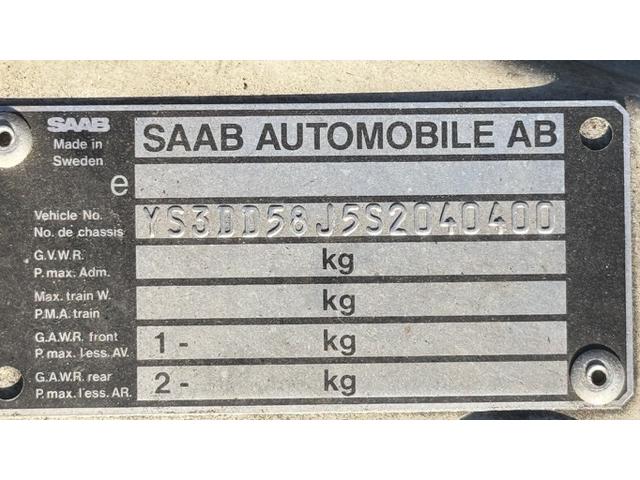 SAAB
Made in
Sweden
SAAB AUTOMOBILE AB
e
Vehicle No.
No. de chassis
YS3DD58J5S2040400
G.V.W.R.
P. max. Adm.
kg
Max. train W.
P.M.A. train
kg
G.A.W.R. front
P. max. l'ess. AV.
1 -
kg
G.A.W.R. rear
P. max. l'ess. AR.
2 -
kg